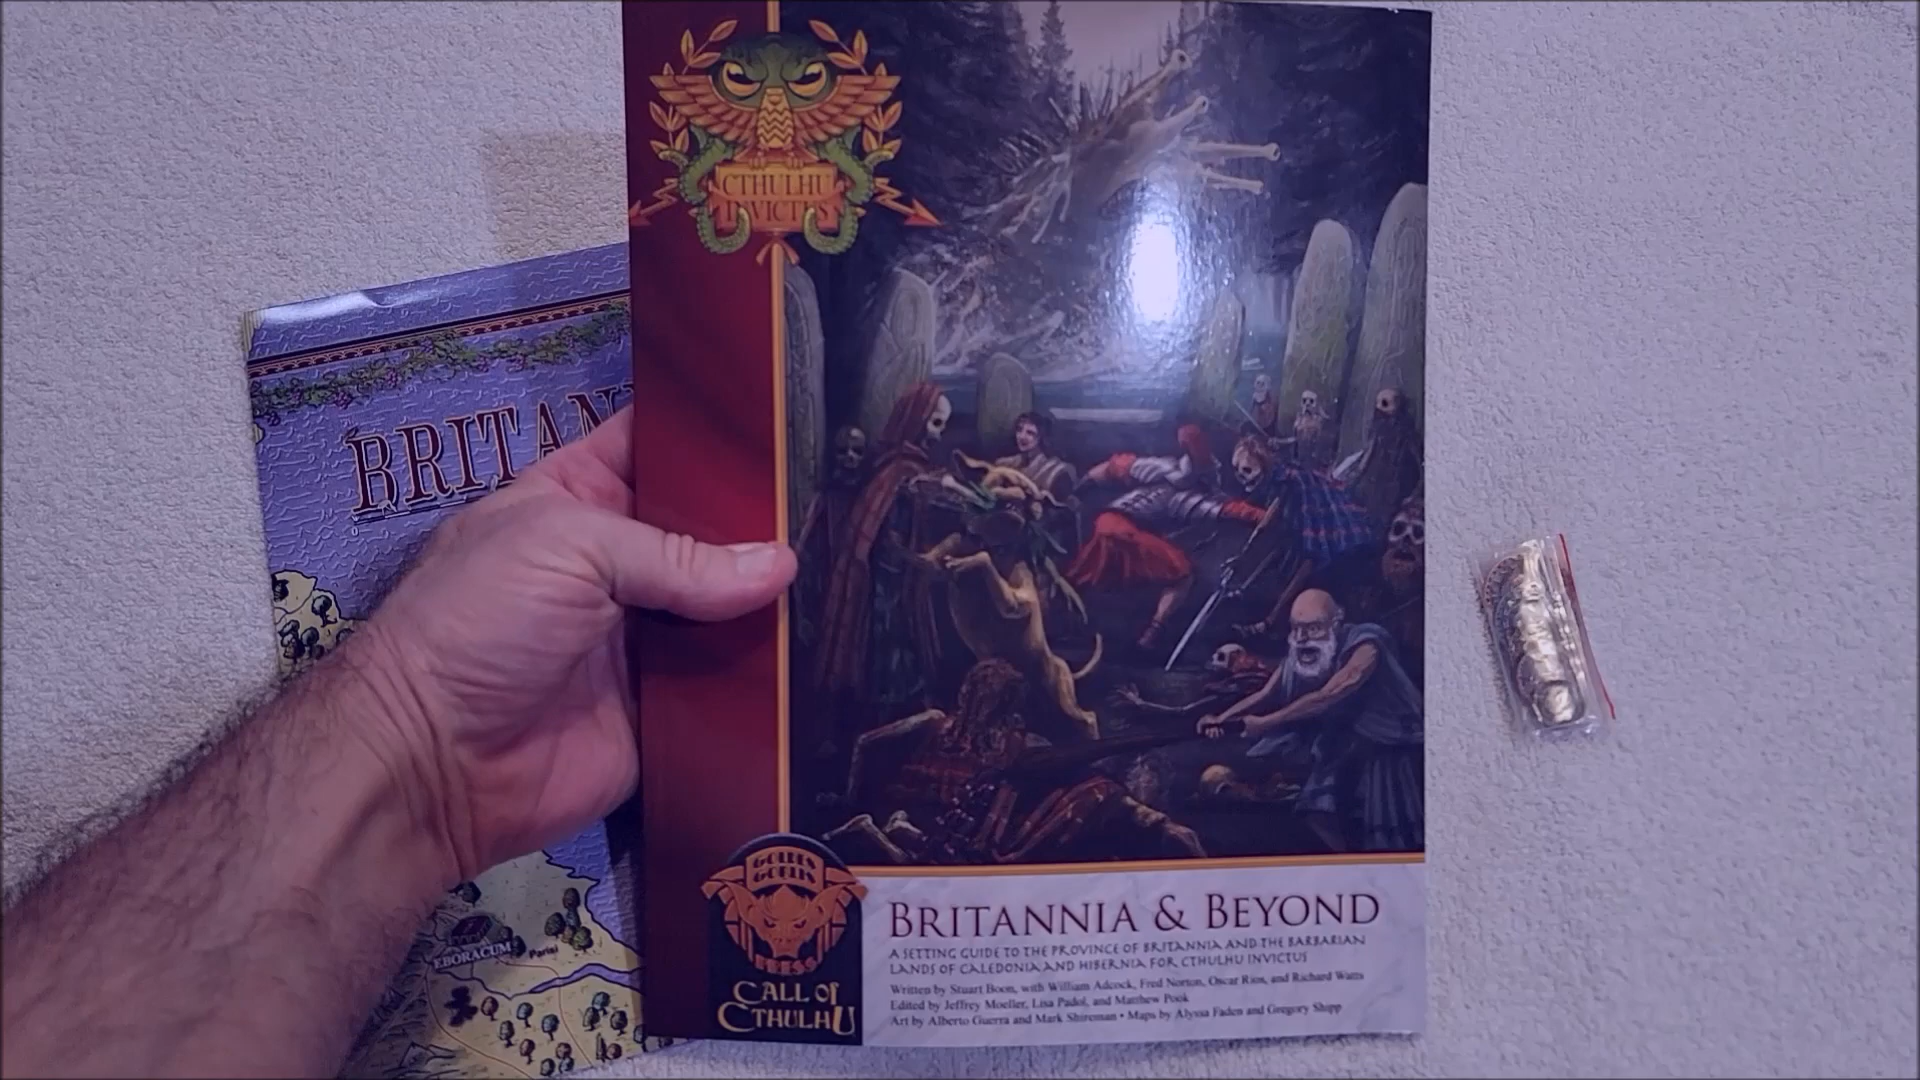 CTHULHU
INVICTUS
BRITAN
GOLDEN
GOBLIN
PRESS
CALL OF
CTHULHU
BRITANNIA & BEYOND
A SETTING GUIDE TO THE PROVINCE OF BRITANNIA AND THE BARBARIAN
LANDS OF CALEDONIA AND HIBERNIA FOR CTHULHU INVICTUS
Written by Stuart Boon, with William Adcock, Fred Norton, Oscar Rios, and Richard Watts
Edited by Jeffrey Moeller, Lisa Padol, and Matthew Pook
Art by Alberto Guerra and Mark Shireman • Maps by Alyssa Faden and Gregory Shipp
EBORACUM
Parisi